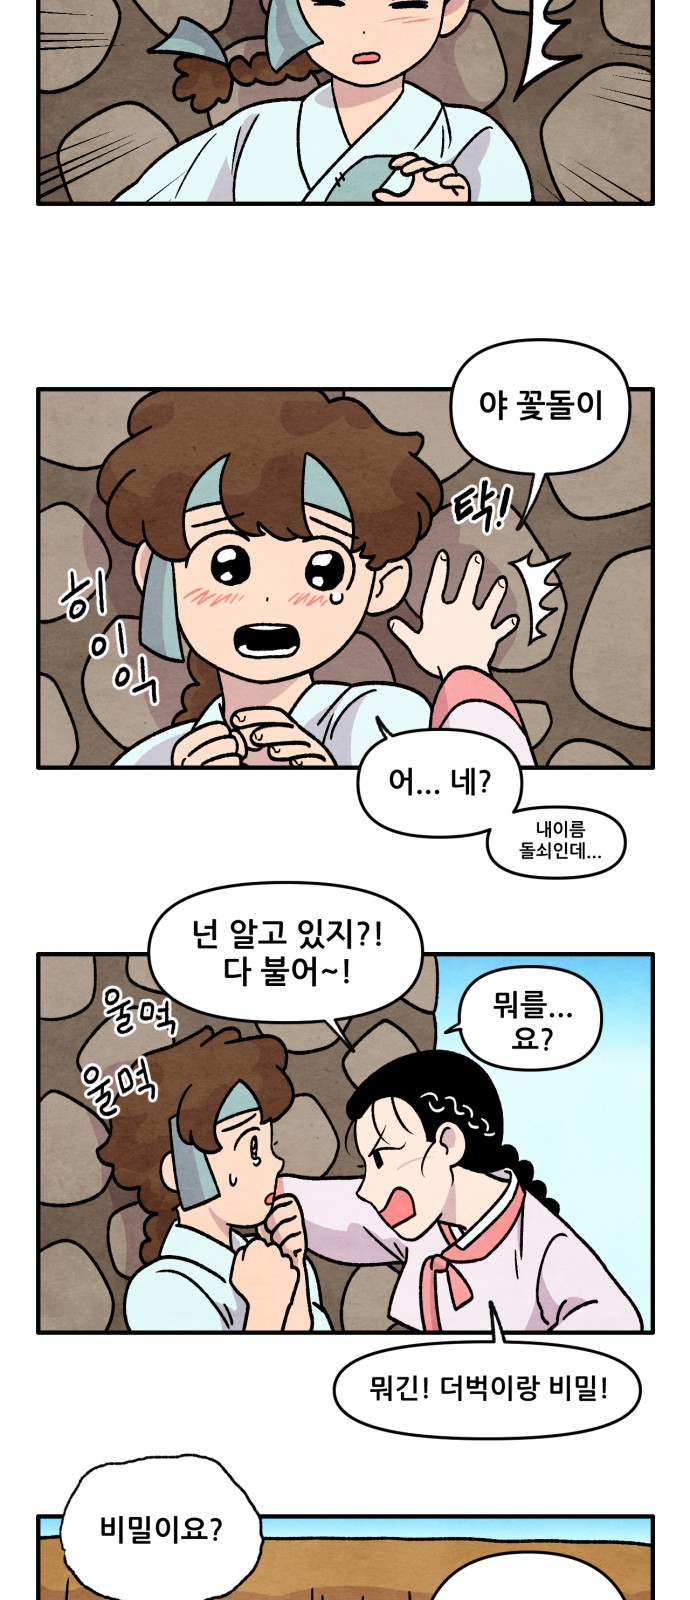 야 꽃돌이
탁!
히
이
익
어... 네?
내이름
돌쇠인데...
넌 알고 있지?!
다 불어~!
뭐를...
요?
울먹
울먹
뭐긴! 더벅이랑 비밀!
비밀이요?